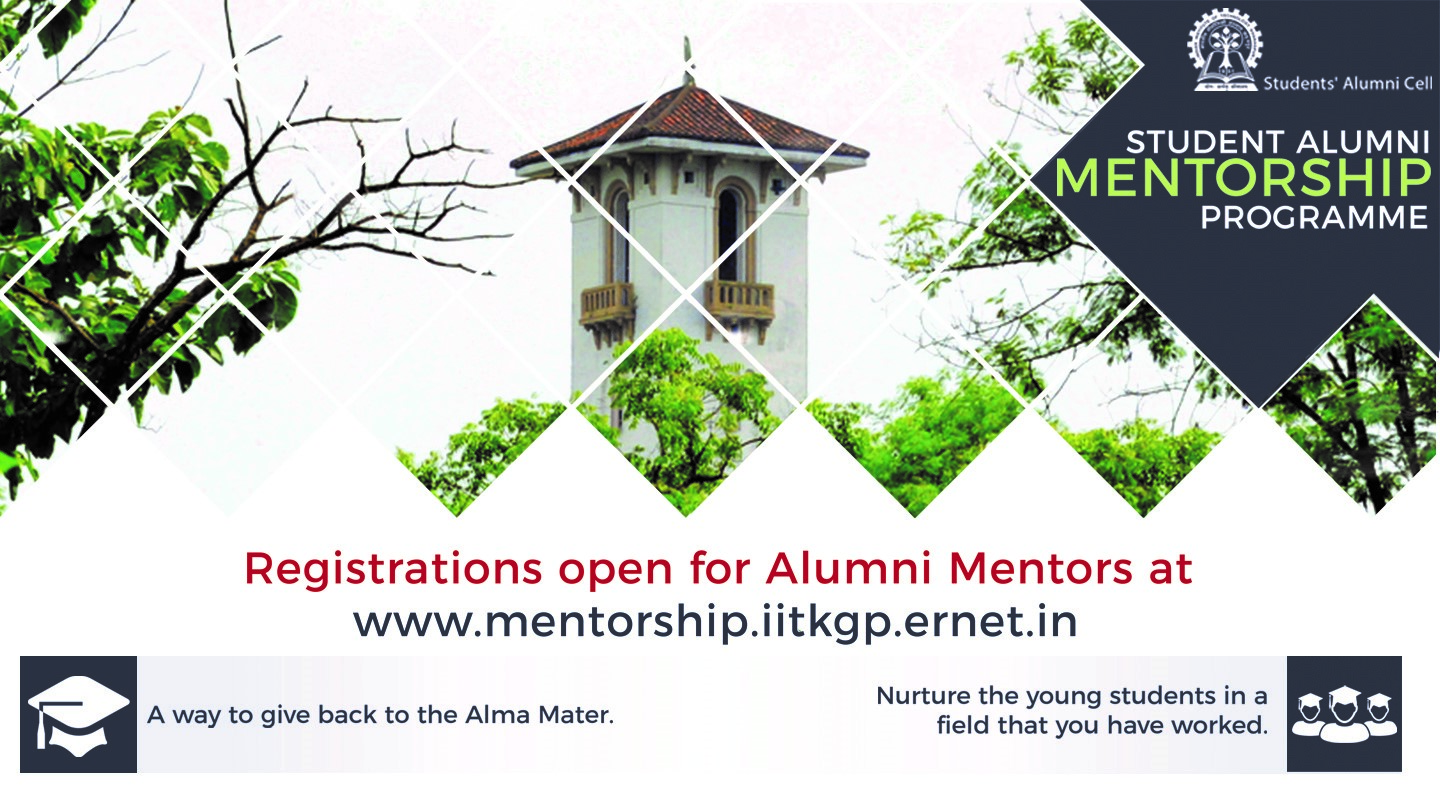 Students' Alumni Cell
STUDENT ALUMNI
MENTORSHIP
PROGRAMME
Registrations open for Alumni Mentors at
www.mentorship.iitkgp.ernet.in
A way to give back to the Alma Mater.
Nurture the young students in a
field that you have worked.